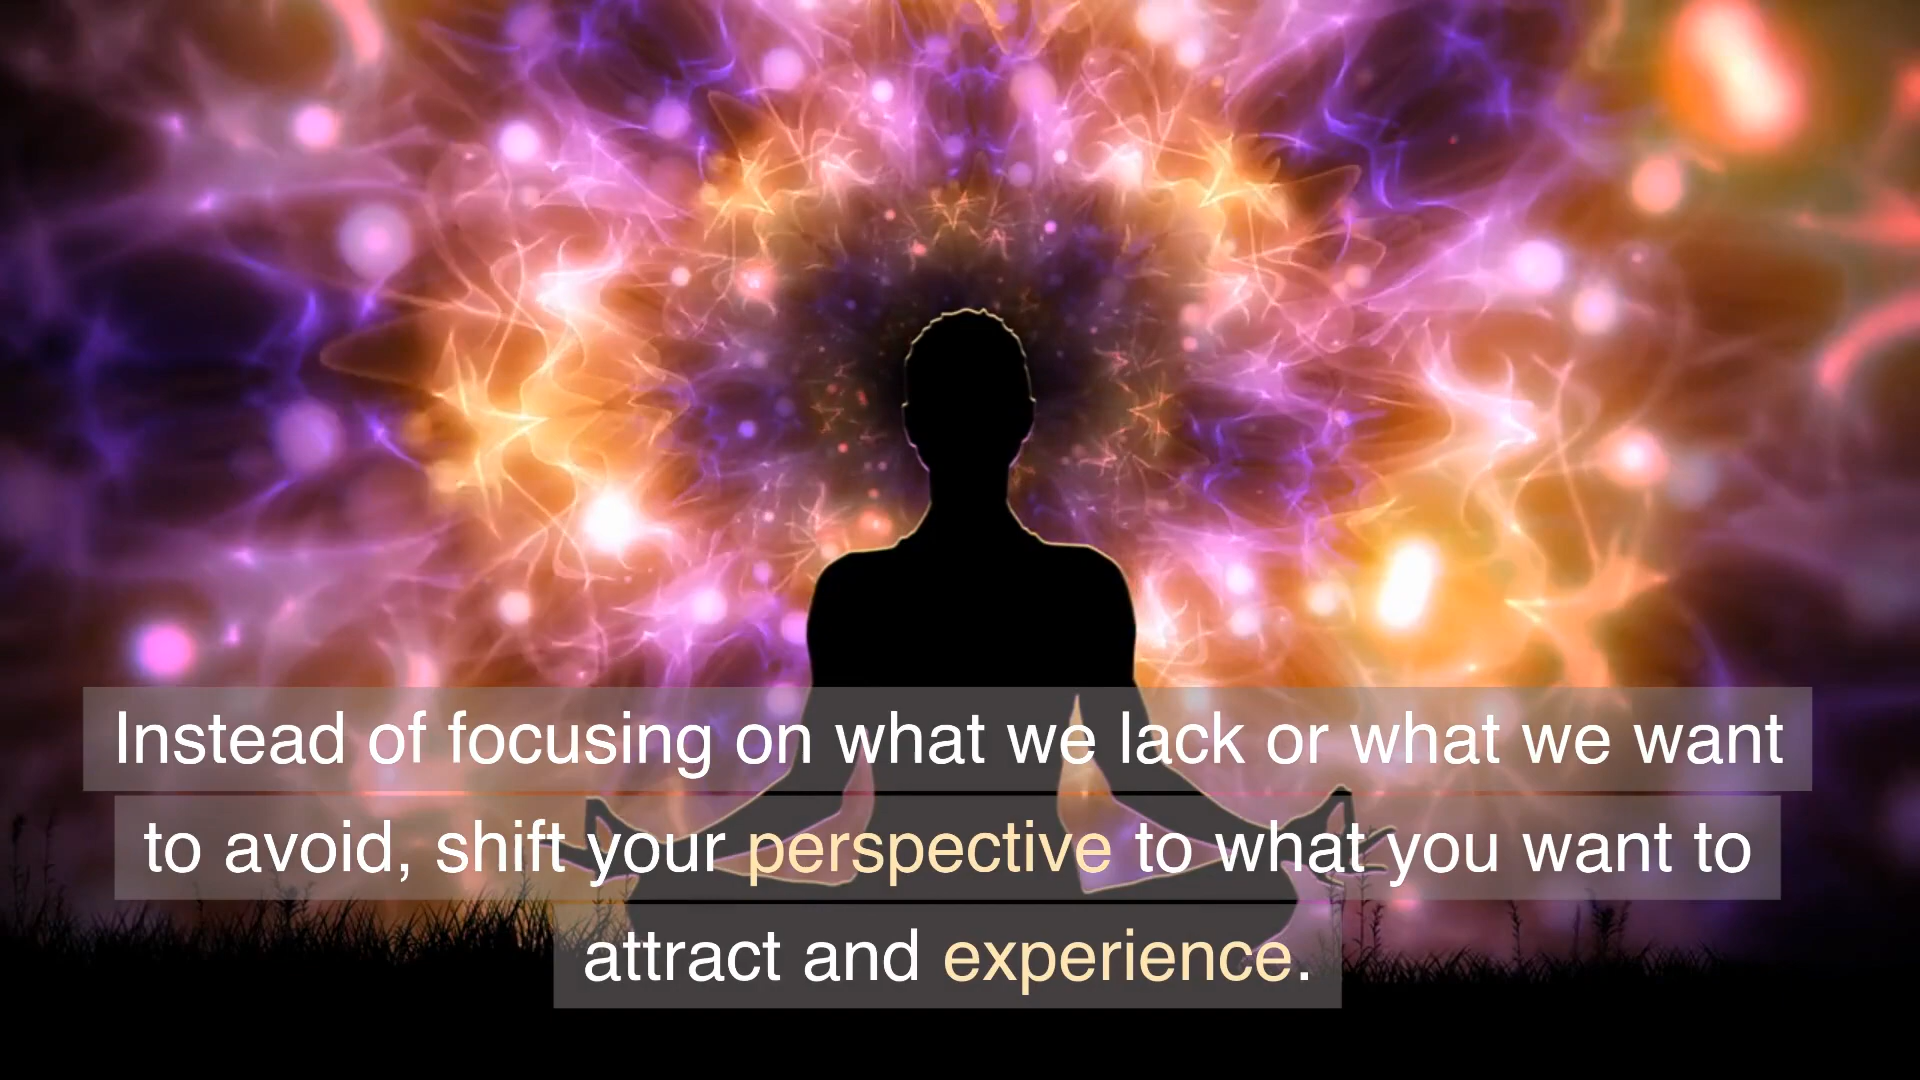 Instead of focusing on what we lack or what we want
to avoid, shift your perspective to what you want to
attract and experience.